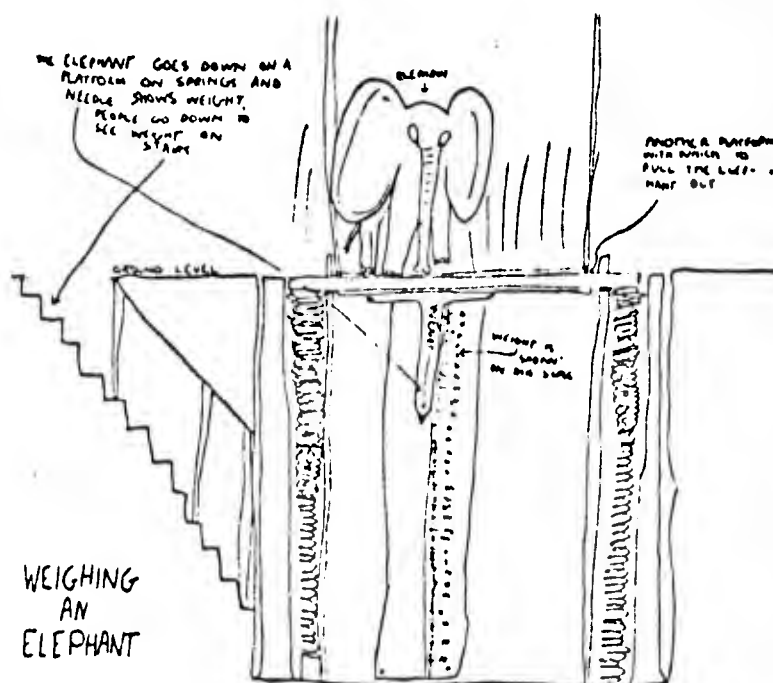 THE ELEPHANT GOES DOWN ON A
PLATFORM ON SPRINGS AND
NEEDLE SHOWS WEIGHT.
PEOPLE GO DOWN TO
SEE WEIGHT ON
STAIRS
ELEPHANT
ANOTHER PLATFORM
WITH WHICH TO
PULL THE
HANT OUT
GROUND LEVEL
WEIGHT IS
SHOWN
ON
WEIGHING
AN
ELEPHANT